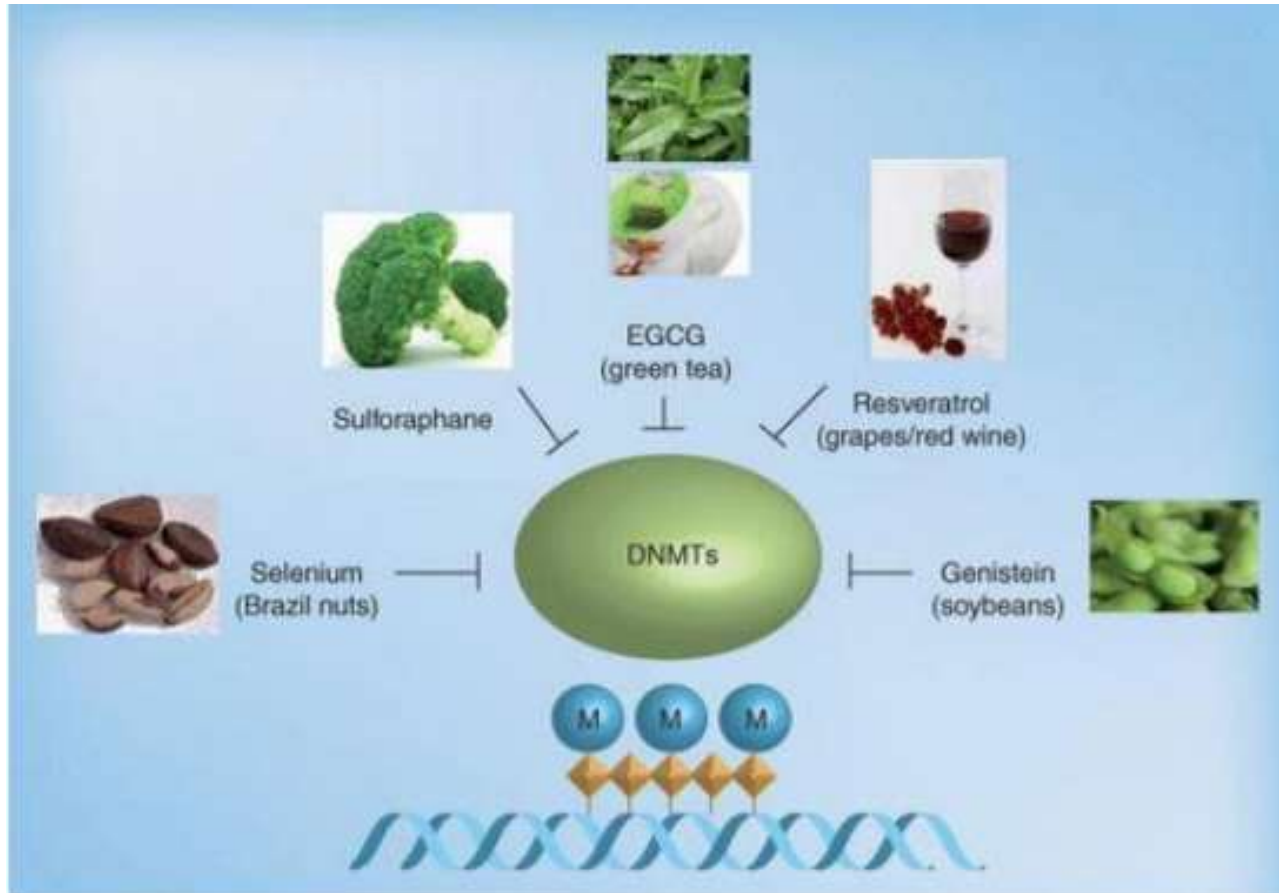 EGCG
(green tea)
Sulforaphane
Resveratrol
(grapes/red wine)
Selenium
(Brazil nuts)
DNMTs
Genistein
(soybeans)
M
M
M